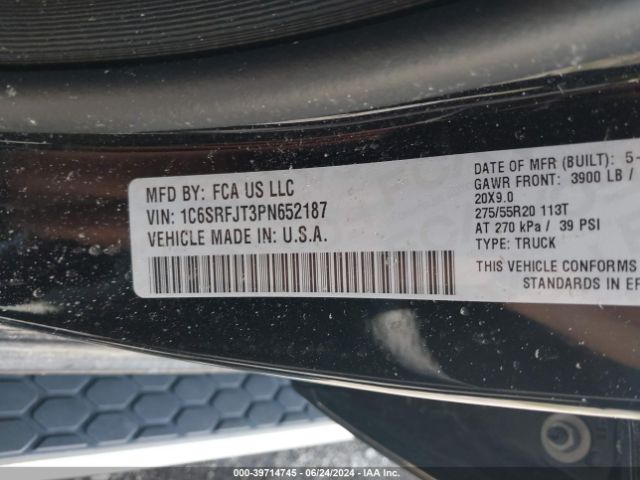 MFD BY: FCA US LLC
VIN: 1C6SRFJT3PN652187
VEHICLE MADE IN: U.S.A.
DATE OF MFR (BUILT): 5-
GAWR FRONT: 3900 LB /
20X9.0
275/55R20 113T
AT 270 kPa / 39 PSI
TYPE: TRUCK
THIS VEHICLE CONFORMS
STANDARDS IN EF
000-39714745 - 06/24/2024 - IAA Inc.